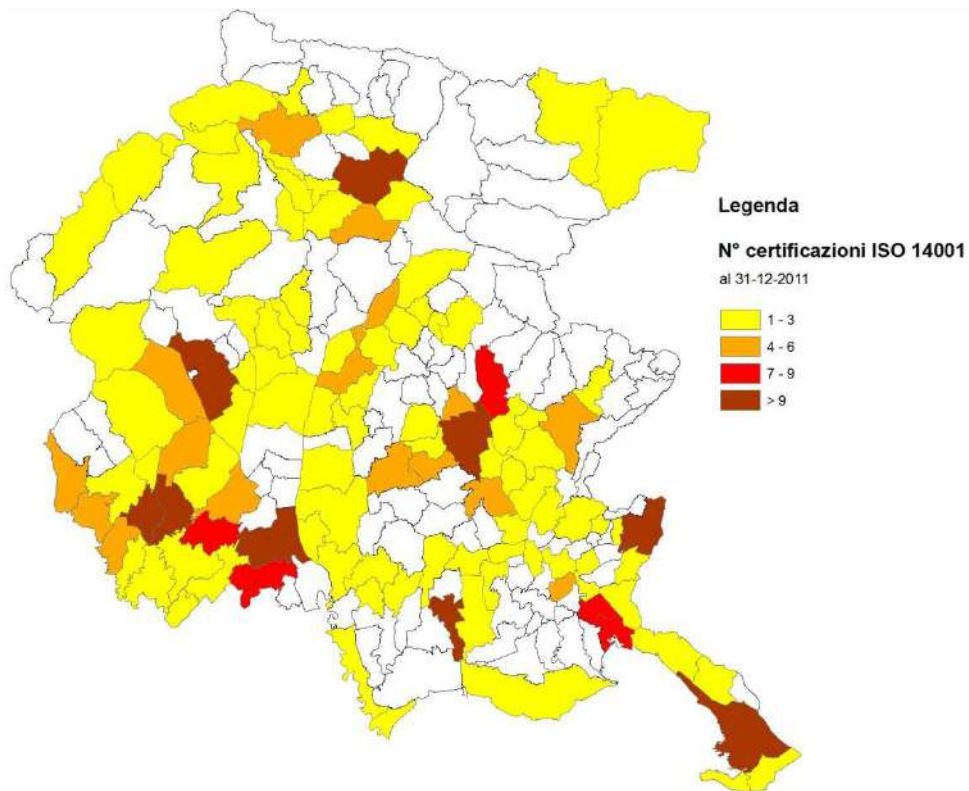 Legenda
N° certificazioni ISO 14001
al 31-12-2011
1 - 3
4 - 6
7 - 9
> 9